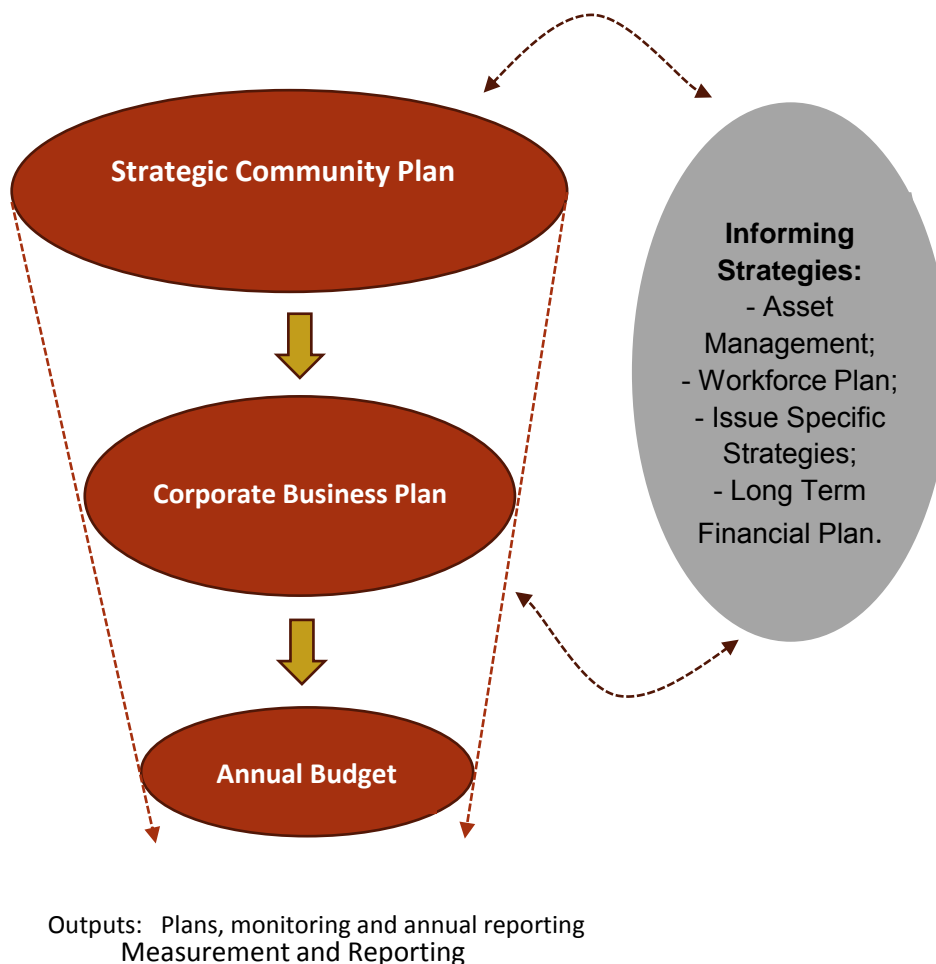 Strategic Community Plan
Informing
Strategies:
- Asset
Management;
- Workforce Plan;
- Issue Specific
Strategies;
- Long Term
Financial Plan.
Corporate Business Plan
Annual Budget
Outputs:   Plans, monitoring and annual reporting
Measurement and Reporting